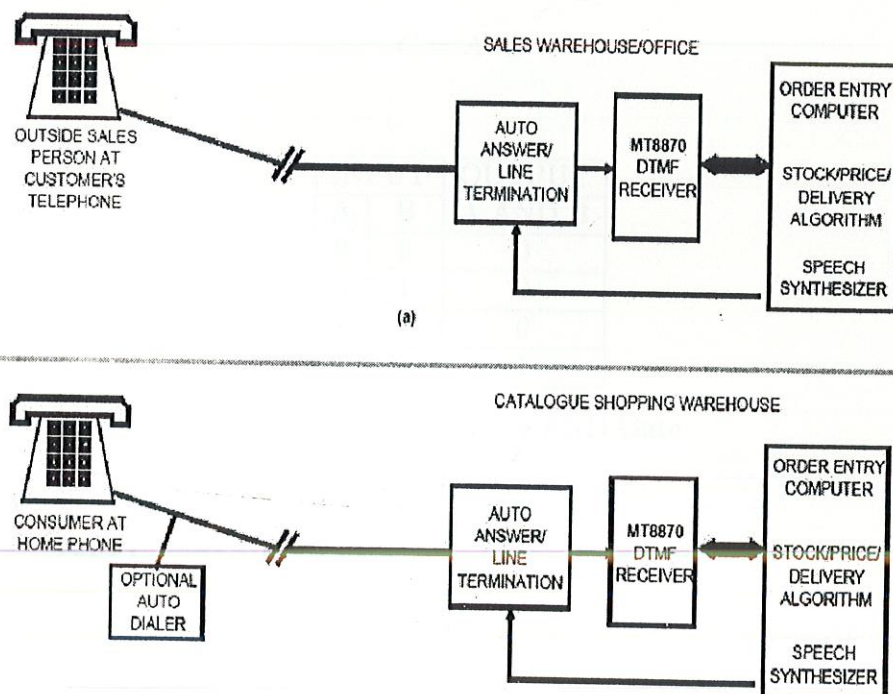 SALES WAREHOUSE/OFFICE
OUTSIDE SALES
PERSON AT
CUSTOMER'S
TELEPHONE
AUTO
ANSWER/
LINE
TERMINATION
MT8870
DTMF
RECEIVER
ORDER ENTRY
COMPUTER
STOCK/PRICE/
DELIVERY
ALGORITHM
SPEECH
SYNTHESIZER
(a)
CATALOGUE SHOPPING WAREHOUSE
CONSUMER AT
HOME PHONE
OPTIONAL
AUTO
DIALER
AUTO
ANSWER/
LINE
TERMINATION
MT8870
DTMF
RECEIVER
ORDER ENTRY
COMPUTER
STOCK/PRICE/
DELIVERY
ALGORITHM
SPEECH
SYNTHESIZER